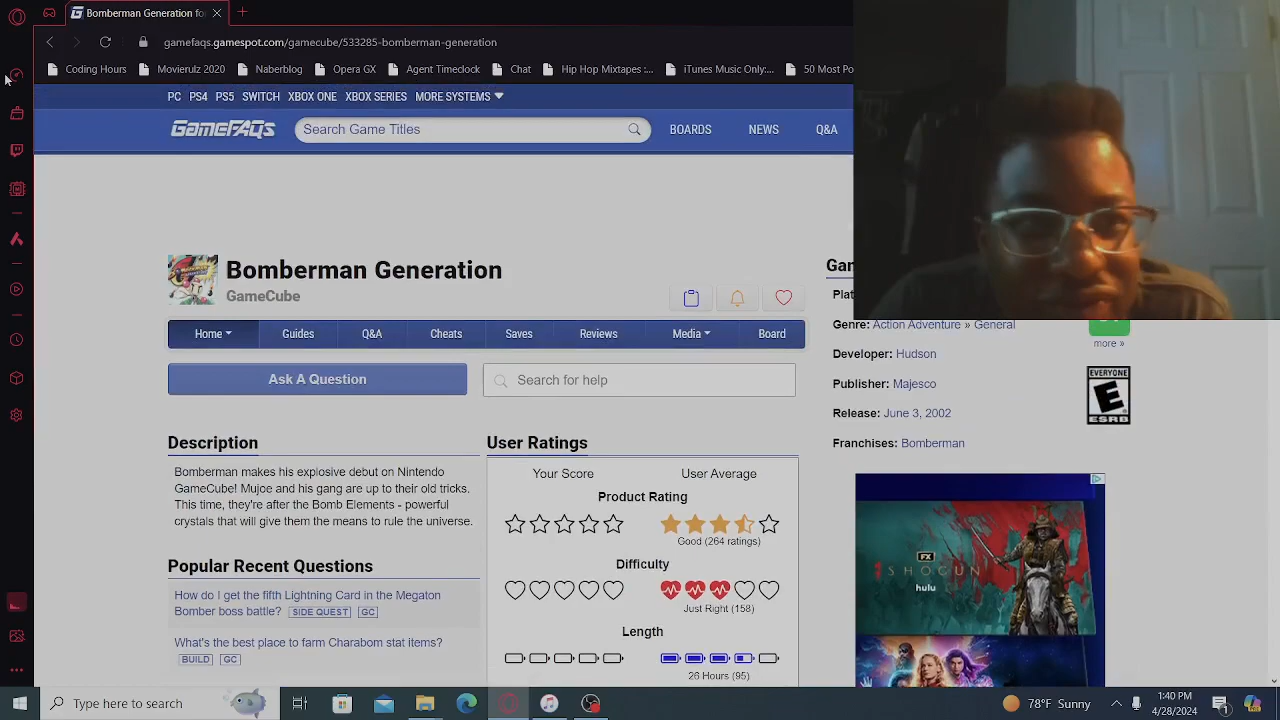 Bomberman Generation for
gamefaqs.gamespot.com/gamecube/533285-bomberman-generation
Coding Hours
Movierulz 2020
Naberblog
Opera GX
Agent Timeclock
Chat
Hip Hop Mixtapes :...
iTunes Music Only:...
50 Most Po
PC PS4 PS5 SWITCH XBOX ONE XBOX SERIES MORE SYSTEMS
GameFAQs
Search Game Titles
BOARDS NEWS Q&A
Bomberman Generation
GameCube
Home Guides Q&A Cheats Saves Reviews Media Board
Ask A Question
Search for help
Description
Bomberman makes his explosive debut on Nintendo
GameCube! Mujoe and his gang are up to their old tricks.
This time, they're after the Bomb Elements - powerful
crystals that will give them the means to rule the universe.
Popular Recent Questions
How do I get the fifth Lightning Card in the Megaton
Bomber boss battle? SIDE QUEST GC
What's the best place to farm Charabom stat items?
BUILD GC
User Ratings
Your Score User Average
Product Rating
Good (264 ratings)
Difficulty
Just Right (158)
Length
26 Hours (95)
Gam
Plat
Genre: Action Adventure » General
Developer: Hudson
Publisher: Majesco
Release: June 3, 2002
Franchises: Bomberman
more »
EVERYONE
E
ESRB
FX
SHŌGUN
hulu
Type here to search
78°F Sunny
1:40 PM
4/28/2024